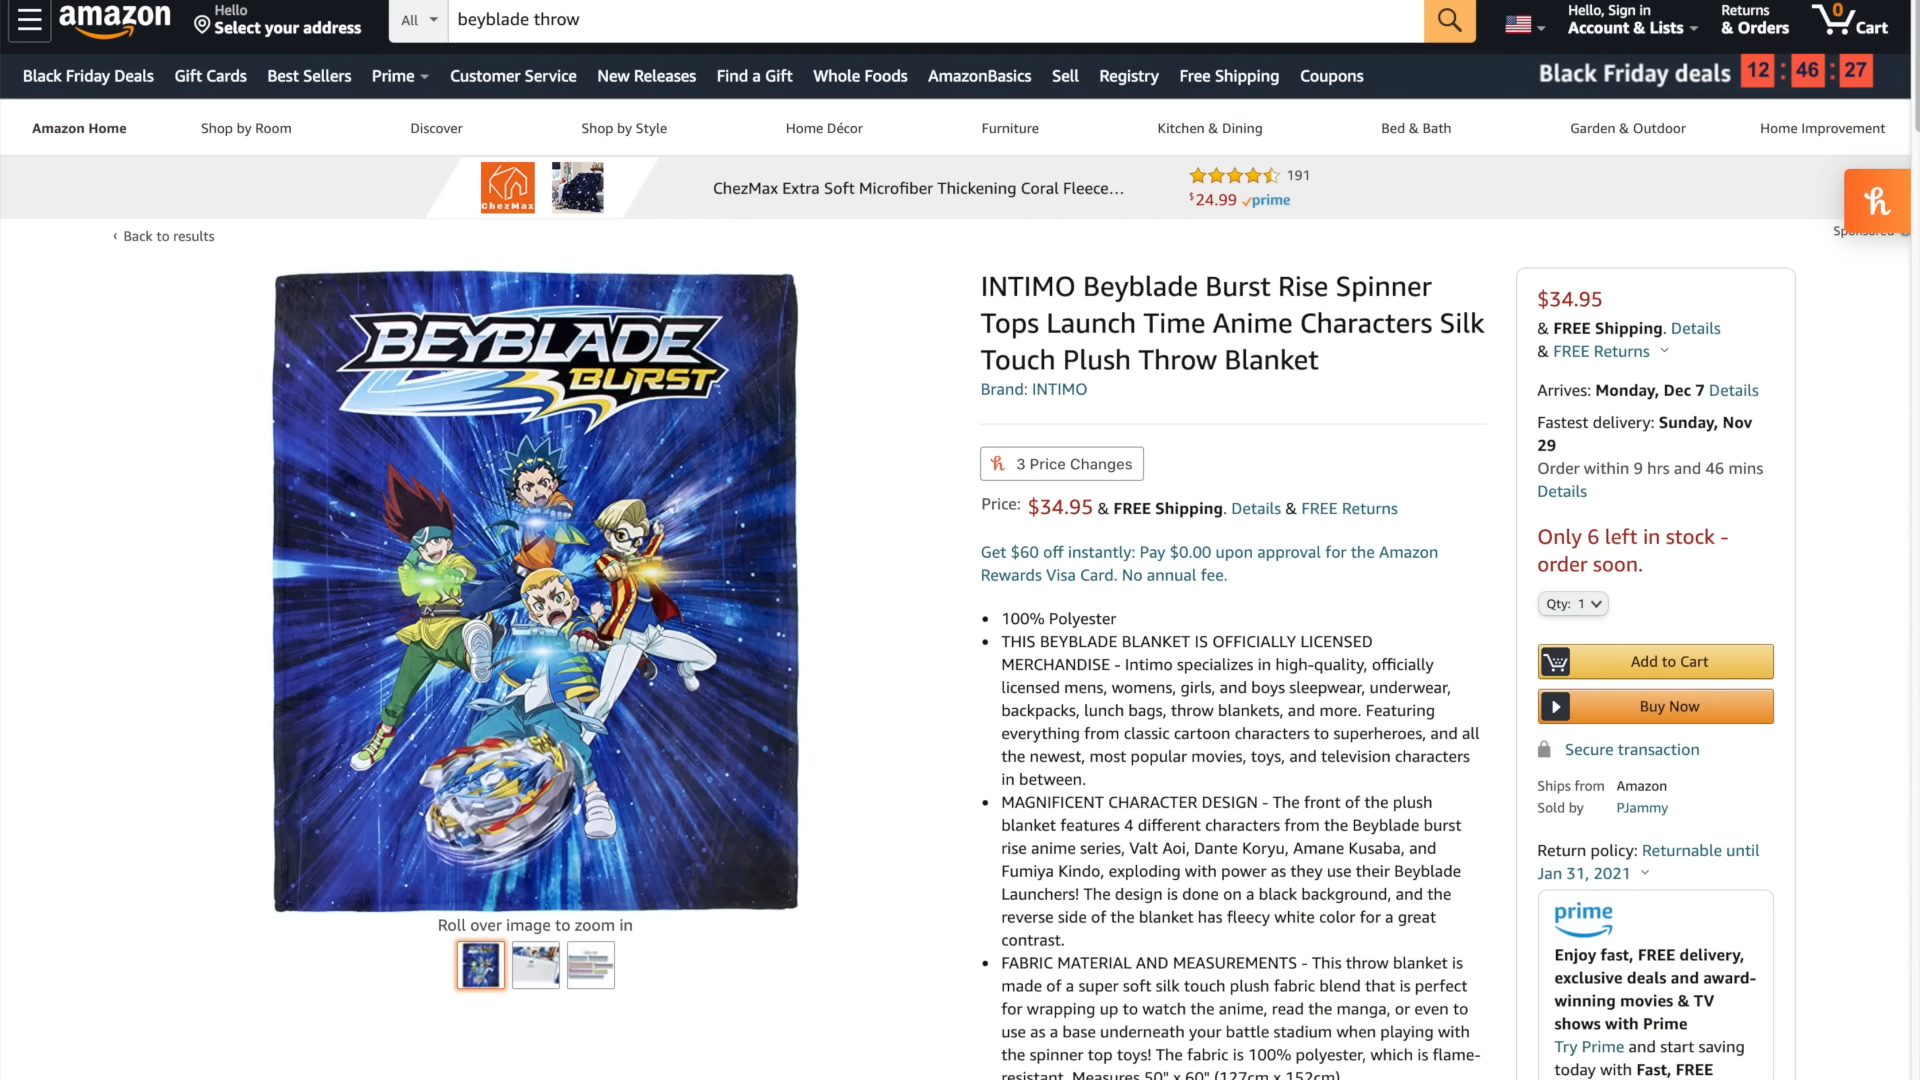 Hello
Select your address
amazon
All
beyblade throw
Hello, Sign in
Account & Lists
Returns
& Orders
0
Cart
Black Friday Deals
Gift Cards
Best Sellers
Prime
Customer Service
New Releases
Find a Gift
Whole Foods
AmazonBasics
Sell
Registry
Free Shipping
Coupons
Black Friday deals 12 : 46 : 27
Amazon Home
Shop by Room
Discover
Shop by Style
Home Décor
Furniture
Kitchen & Dining
Bed & Bath
Garden & Outdoor
Home Improvement
ChezMax
ChezMax Extra Soft Microfiber Thickening Coral Fleece…
191
$24.99 prime
h
‹ Back to results
BEYBLADE
BURST™
Roll over image to zoom in
INTIMO Beyblade Burst Rise Spinner
Tops Launch Time Anime Characters Silk
Touch Plush Throw Blanket
Brand: INTIMO
h 3 Price Changes
Price: $34.95 & FREE Shipping. Details & FREE Returns
Get $60 off instantly: Pay $0.00 upon approval for the Amazon
Rewards Visa Card. No annual fee.
• 100% Polyester
• THIS BEYBLADE BLANKET IS OFFICIALLY LICENSED
MERCHANDISE - Intimo specializes in high-quality, officially
licensed mens, womens, girls, and boys sleepwear, underwear,
backpacks, lunch bags, throw blankets, and more. Featuring
everything from classic cartoon characters to superheroes, and all
the newest, most popular movies, toys, and television characters
in between.
• MAGNIFICENT CHARACTER DESIGN - The front of the plush
blanket features 4 different characters from the Beyblade burst
rise anime series, Valt Aoi, Dante Koryu, Amane Kusaba, and
Fumiya Kindo, exploding with power as they use their Beyblade
Launchers! The design is done on a black background, and the
reverse side of the blanket has fleecy white color for a great
contrast.
• FABRIC MATERIAL AND MEASUREMENTS - This throw blanket is
made of a super soft silk touch plush fabric blend that is perfect
for wrapping up to watch the anime, read the manga, or even to
use as a base underneath your battle stadium when playing with
the spinner top toys! The fabric is 100% polyester, which is flame-
resistant. Measures 50" x 60" (127cm x 152cm)
$34.95
& FREE Shipping. Details
& FREE Returns
Arrives: Monday, Dec 7 Details
Fastest delivery: Sunday, Nov
29
Order within 9 hrs and 46 mins
Details
Only 6 left in stock -
order soon.
Qty: 1
Add to Cart
Buy Now
Secure transaction
Ships from Amazon
Sold by PJammy
Return policy: Returnable until
Jan 31, 2021
prime
Enjoy fast, FREE delivery,
exclusive deals and award-
winning movies & TV
shows with Prime
Try Prime and start saving
today with Fast, FREE